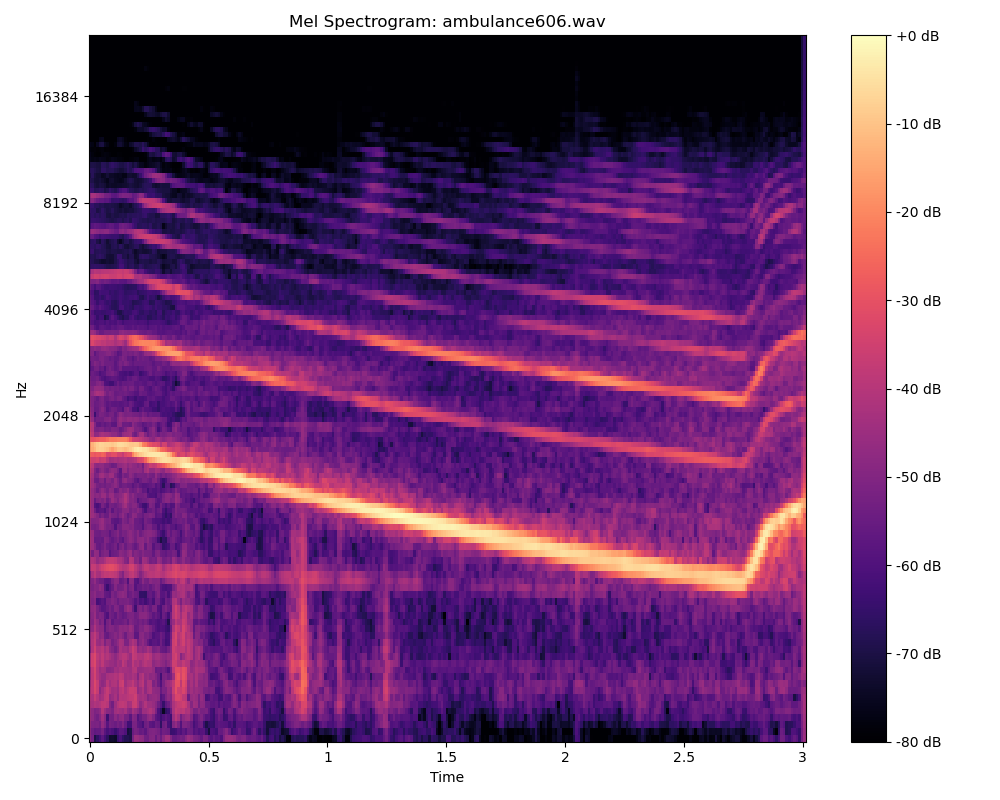 Mel Spectrogram: ambulance606.wav
Hz
16384
8192
4096
2048
1024
512
0
0
0.5
1
1.5
2
2.5
3
Time
+0 dB
-10 dB
-20 dB
-30 dB
-40 dB
-50 dB
-60 dB
-70 dB
-80 dB